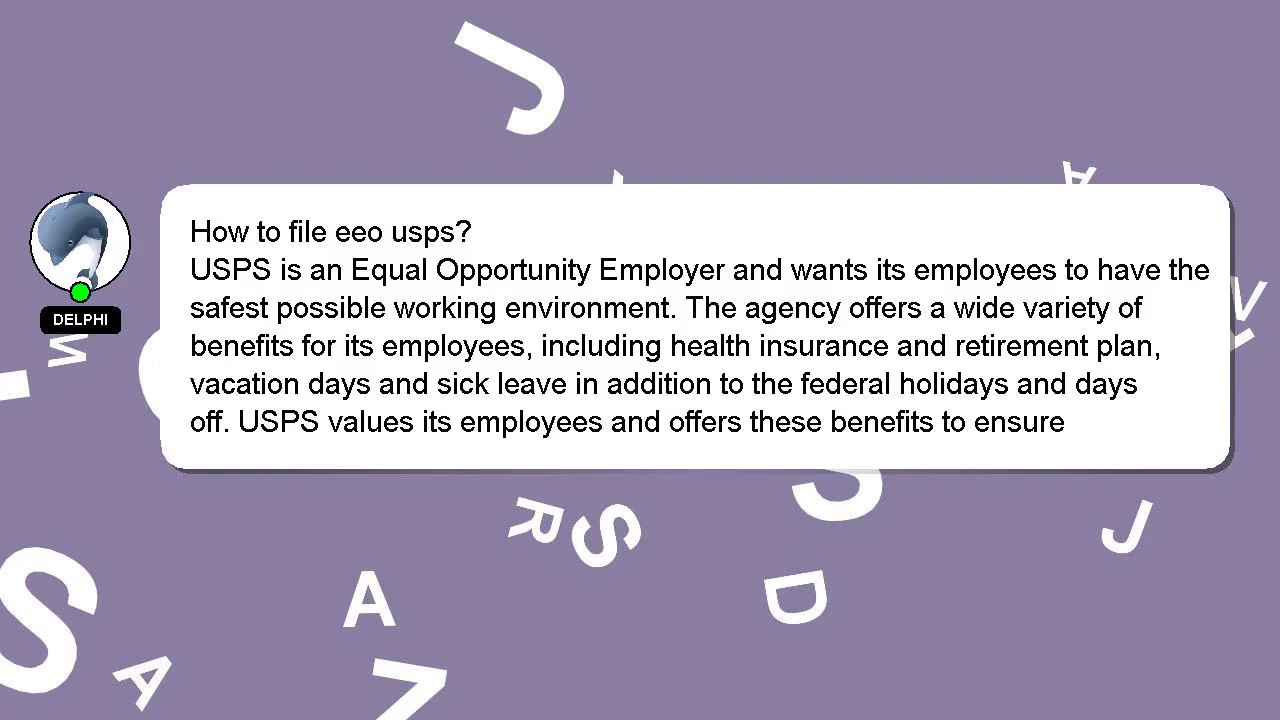 How to file eeo usps?
USPS is an Equal Opportunity Employer and wants its employees to have the
safest possible working environment. The agency offers a wide variety of
benefits for its employees, including health insurance and retirement plan,
vacation days and sick leave in addition to the federal holidays and days
off. USPS values its employees and offers these benefits to ensure
DELPHI
J
A
V
W
S
R
S
S
J
D
A
A
Z